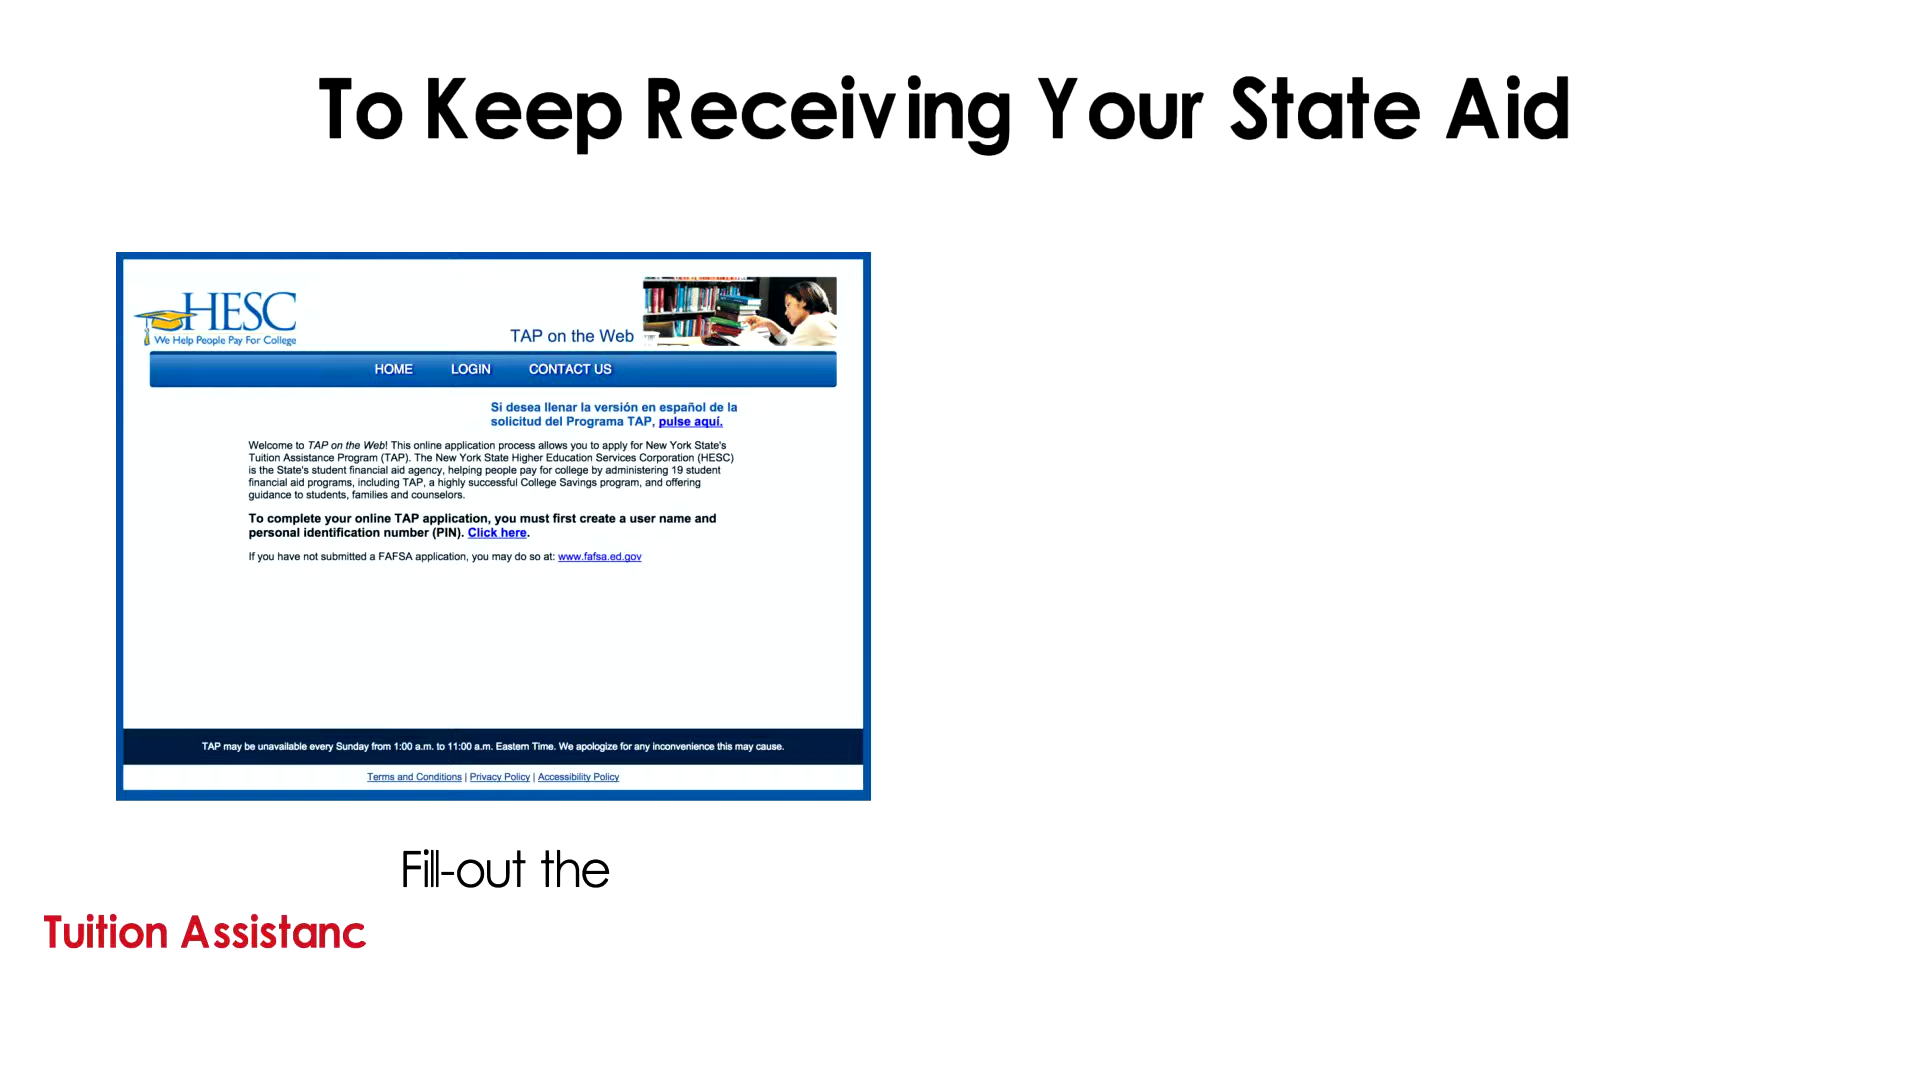 To Keep Receiving Your State Aid
HESC
We Help People Pay For College
TAP on the Web
HOME LOGIN CONTACT US
Si desea llenar la versión en español de la
solicitud del Programa TAP, pulse aquí.
Welcome to TAP on the Web! This online application process allows you to apply for New York State's
Tuition Assistance Program (TAP). The New York State Higher Education Services Corporation (HESC)
is the State's student financial aid agency, helping people pay for college by administering 19 student
financial aid programs, including TAP, a highly successful College Savings program, and offering
guidance to students, families and counselors.
To complete your online TAP application, you must first create a user name and
personal identification number (PIN). Click here.
If you have not submitted a FAFSA application, you may do so at: www.fafsa.ed.gov
TAP may be unavailable every Sunday from 1:00 a.m. to 11:00 a.m. Eastern Time. We apologize for any inconvenience this may cause.
Terms and Conditions | Privacy Policy | Accessibility Policy
Fill-out the
Tuition Assistanc